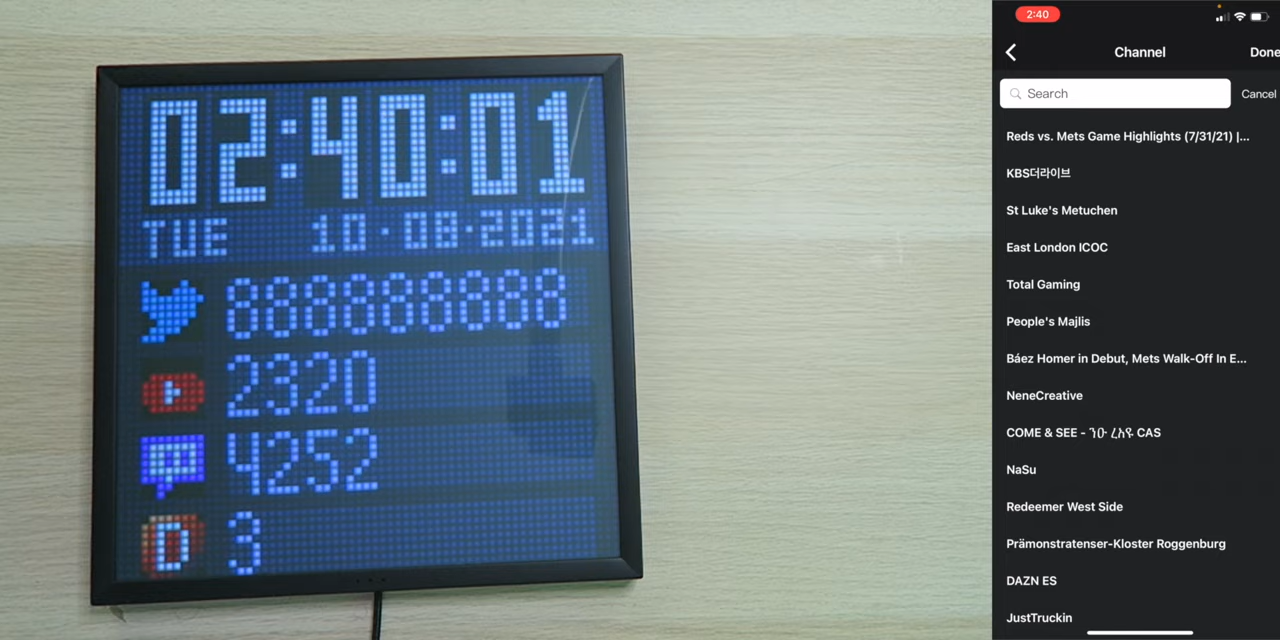 02:40:01
TUE 10·08·2021
888888888
2320
4252
D 3
2:40
Channel
Done
Search
Cancel
Reds vs. Mets Game Highlights (7/31/21) |...
KBS더라이브
St Luke's Metuchen
East London ICOC
Total Gaming
People's Majlis
Báez Homer in Debut, Mets Walk-Off In E...
NeneCreative
COME & SEE - CAS
NaSu
Redeemer West Side
Prämonstratenser-Kloster Roggenburg
DAZN ES
JustTruckin